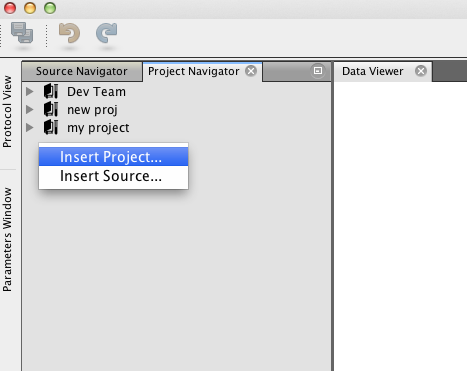 Source Navigator
Project Navigator
Data Viewer
Protocol View
Parameters Window
Dev Team
new proj
my project
Insert Project...
Insert Source...